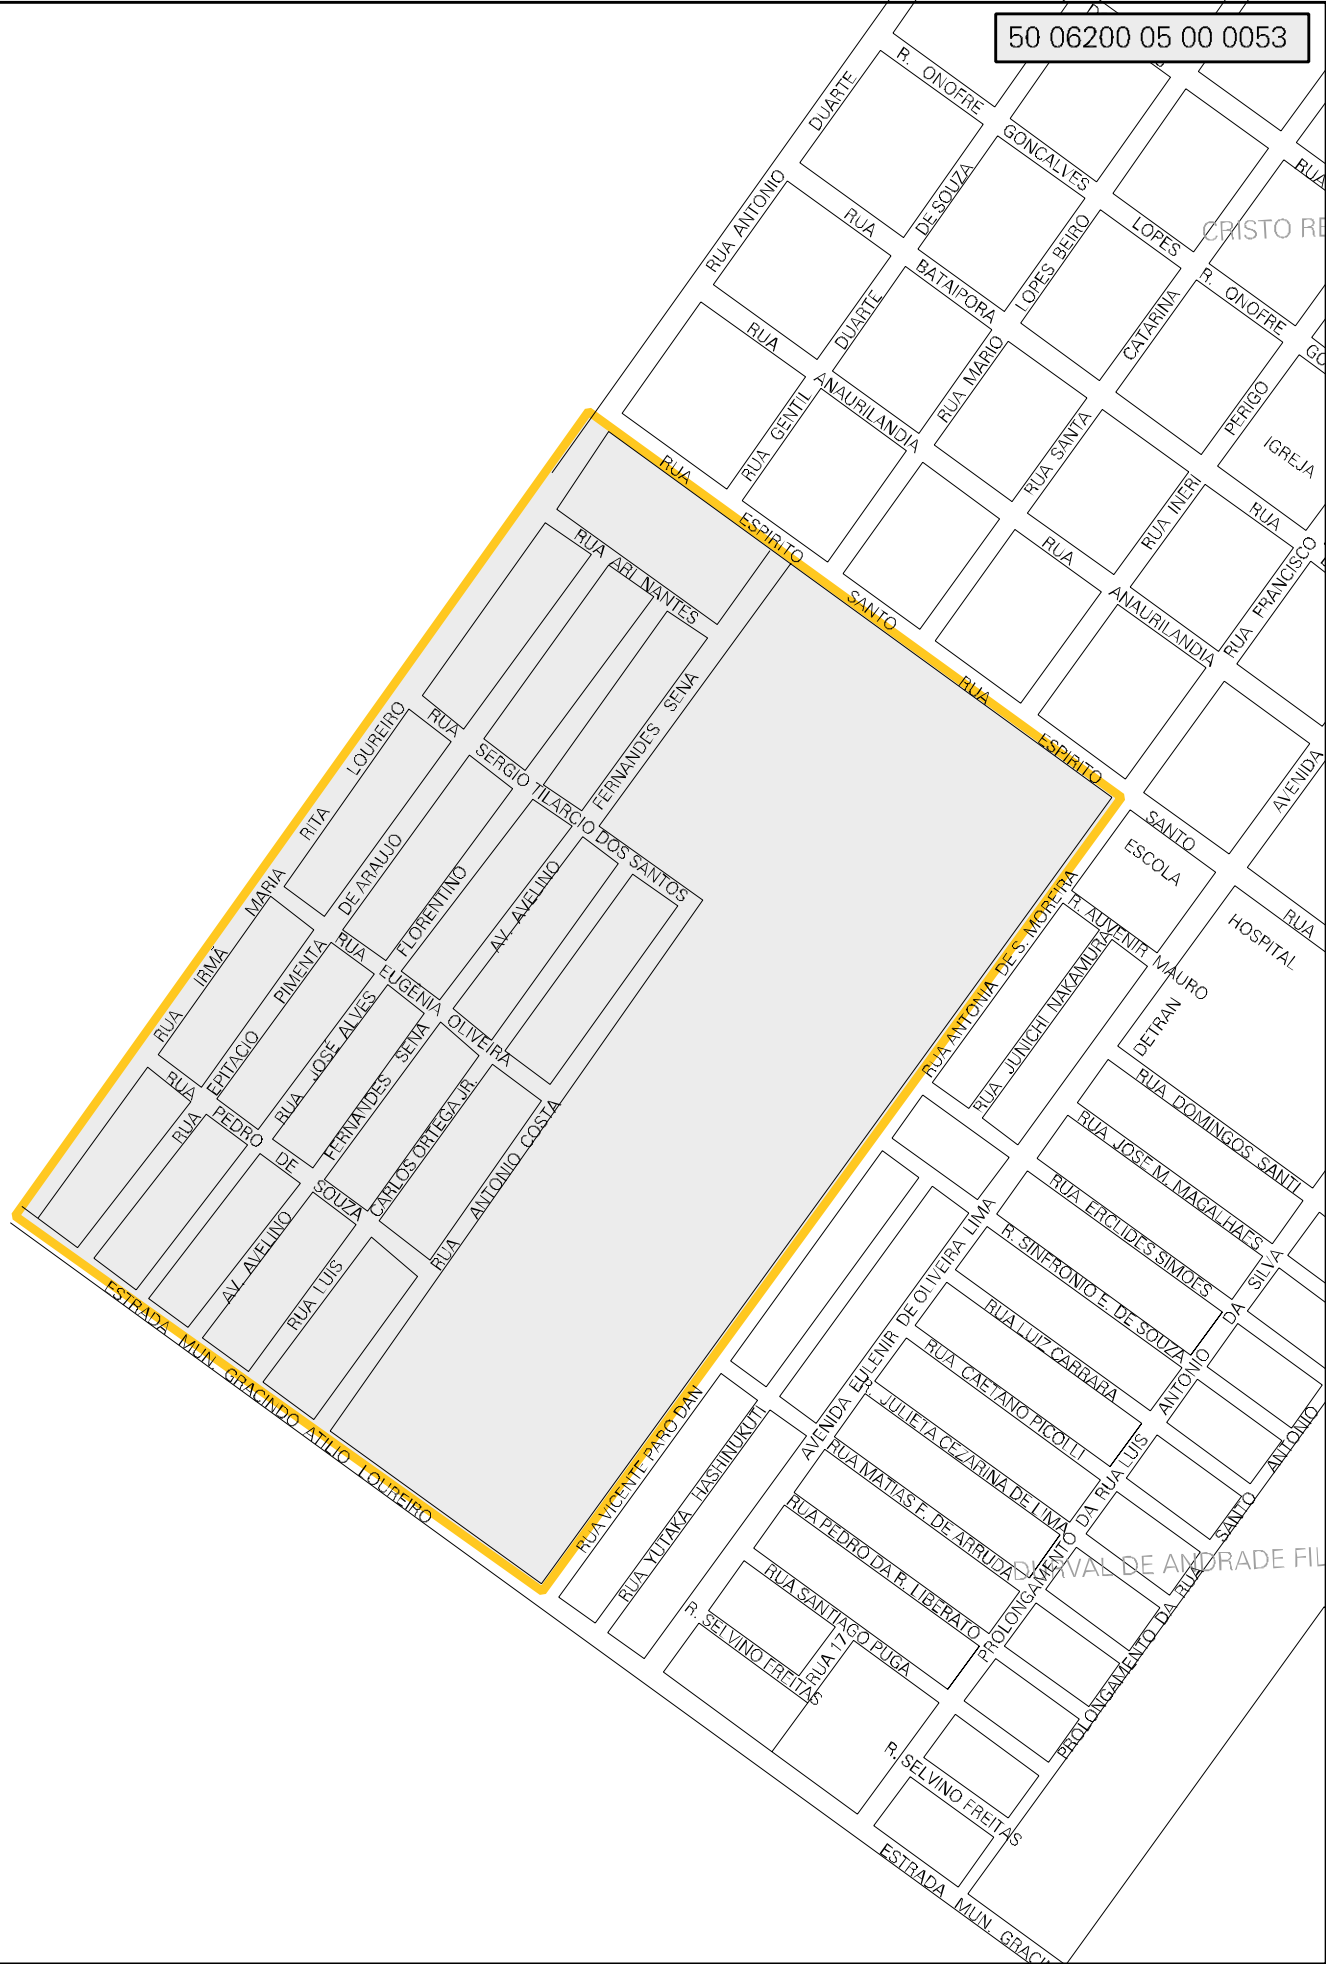 50 06200 05 00 0053
R. ONOFRE
GONCALVES
LOPES
R. ONOFRE
RUA
CRISTO RE
DUARTE
RUA ANTONIO
DE SOUZA
RUA
BATAIPORA
LOPES BEIRO
CATARINA
DUARTE
RUA MARIO
RUA
ANAURILANDIA
PERIGO
IGREJA
RUA GENTIL
RUA SANTA
RUA INERI
RUA
RUA FRANCISCO
RUA
ESPIRITO
SANTO
RUA
ANAURILANDIA
RUA
ESPIRITO
SANTO
AVENIDA
RUA ARI NANTES
FERNANDES SENA
RUA
SERGIO TILARCIO DOS SANTOS
RUA IRMA MARIA RITA LOUREIRO
DE ARAUJO
FLORENTINO
AV. AVELINO
ESCOLA
HOSPITAL
RUA
R. AUVENIR MAURO
DETRAN
RUA ANTONIA DE S. MOREIRA
RUA JUNICHI NAKAMURA
RUA
EUGENIA
OLIVEIRA
RUA EPITACIO PIMENTA
RUA JOSE ALVES
FERNANDES SENA
CARLOS ORTEGA JR.
RUA ANTONIO COSTA
RUA
PEDRO
DE
SOUZA
AV. AVELINO
RUA LUIS
RUA DOMINGOS SANTI
RUA JOSE M. MAGALHAES
RUA ERCLIDES SIMOES
R. SINFRONIO E. DE SOUZA
RUA LUIZ CARRARA
RUA CAETANO PICOLLI
R. JULIETA CEZARINA DE LIMA
RUA MATIAS F. DE ARRUDA
RUA PEDRO DA R. LIBERATO
RUA SANTIAGO PUGA
R. SELVINO FREITAS
RUA 17
AVENIDA EULENIR DE OLIVEIRA LIMA
RUA VICENTE PARO DAN
RUA YUTAKA HASHINUKUTI
PROLONGAMENTO DA RUA LUIS ANTONIO DA SILVA
PROLONGAMENTO DA RUA SANTO ANTONIO
DURVAL DE ANDRADE FIL
R. SELVINO FREITAS
ESTRADA MUN. GRACINDO ATILIO LOUREIRO
ESTRADA MUN. GRACIN